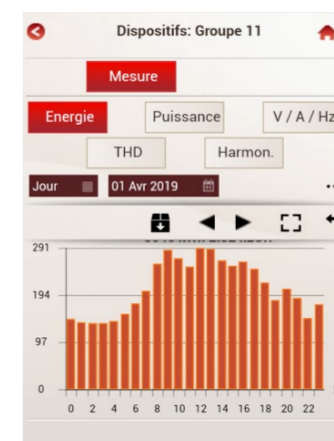 Dispositifs: Groupe 11
Mesure
Energie
Puissance
V / A / Hz
THD
Harmon.
Jour
01 Avr 2019
291
194
97
0
0 2 4 6 8 10 12 14 16 18 20 22